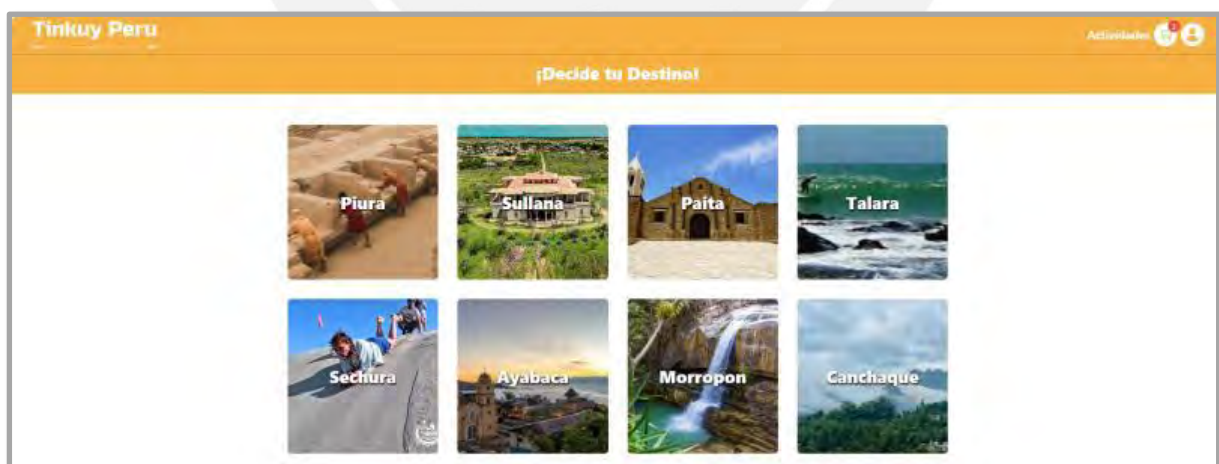 Tinkuy Peru
Actividades
¡Decide tu Destino!
Piura Sullana Paita Talara
Sechura Ayabaca Morropon Canchaque